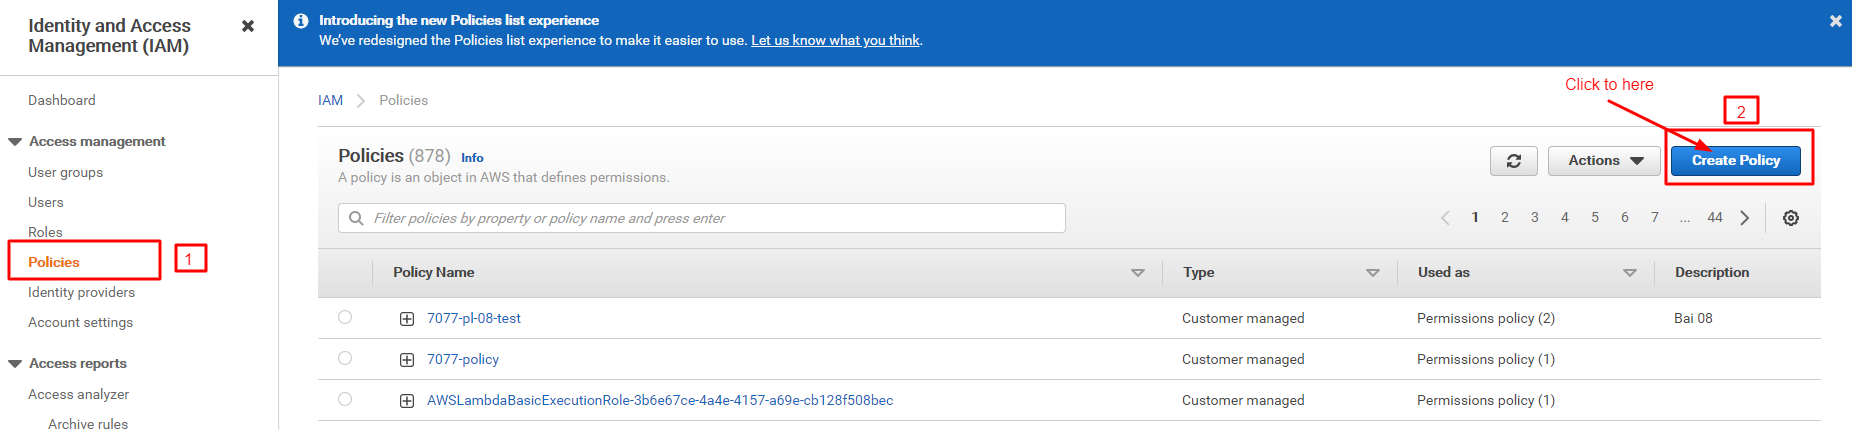 Identity and Access
Management (IAM)
Dashboard
Access management
User groups
Users
Roles
Policies
1
Identity providers
Account settings
Access reports
Access analyzer
Archive rules
Introducing the new Policies list experience
We've redesigned the Policies list experience to make it easier to use. Let us know what you think.
IAM > Policies
Click to here
2
Policies (878) Info
A policy is an object in AWS that defines permissions.
Actions
Create Policy
Filter policies by property or policy name and press enter
1 2 3 4 5 6 7 ... 44
Policy Name Type Used as Description
7077-pl-08-test Customer managed Permissions policy (2) Bai 08
7077-policy Customer managed Permissions policy (1)
AWSLambdaBasicExecutionRole-3b6e67ce-4a4e-4157-a69e-cb128f508bec Customer managed Permissions policy (1)